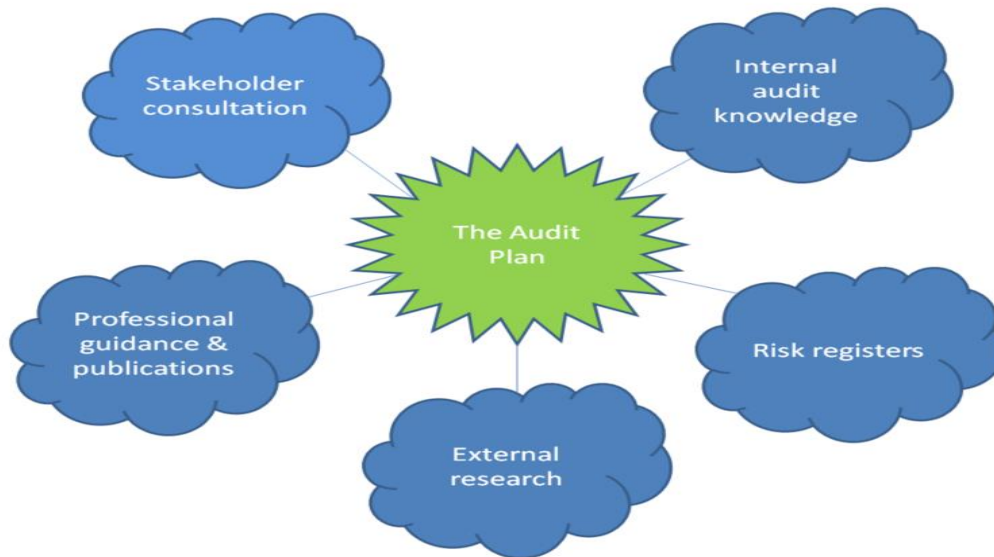 Stakeholder
consultation
Internal
audit
knowledge
The Audit
Plan
Professional
guidance &
publications
Risk registers
External
research